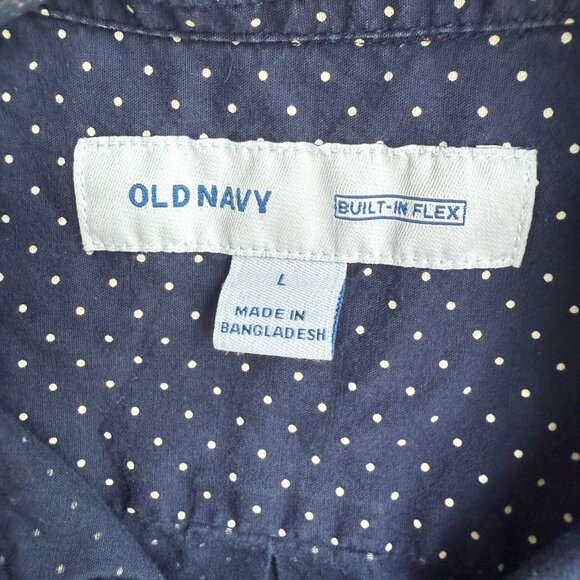 OLD NAVY
BUILT-IN FLEX
L
MADE IN
BANGLADESH